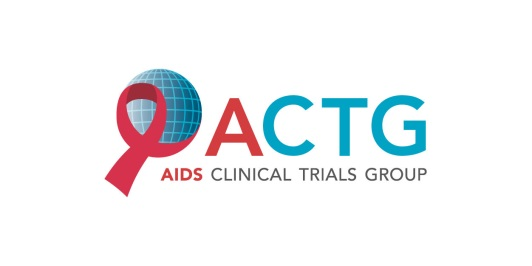 ACTG
AIDS CLINICAL TRIALS GROUP